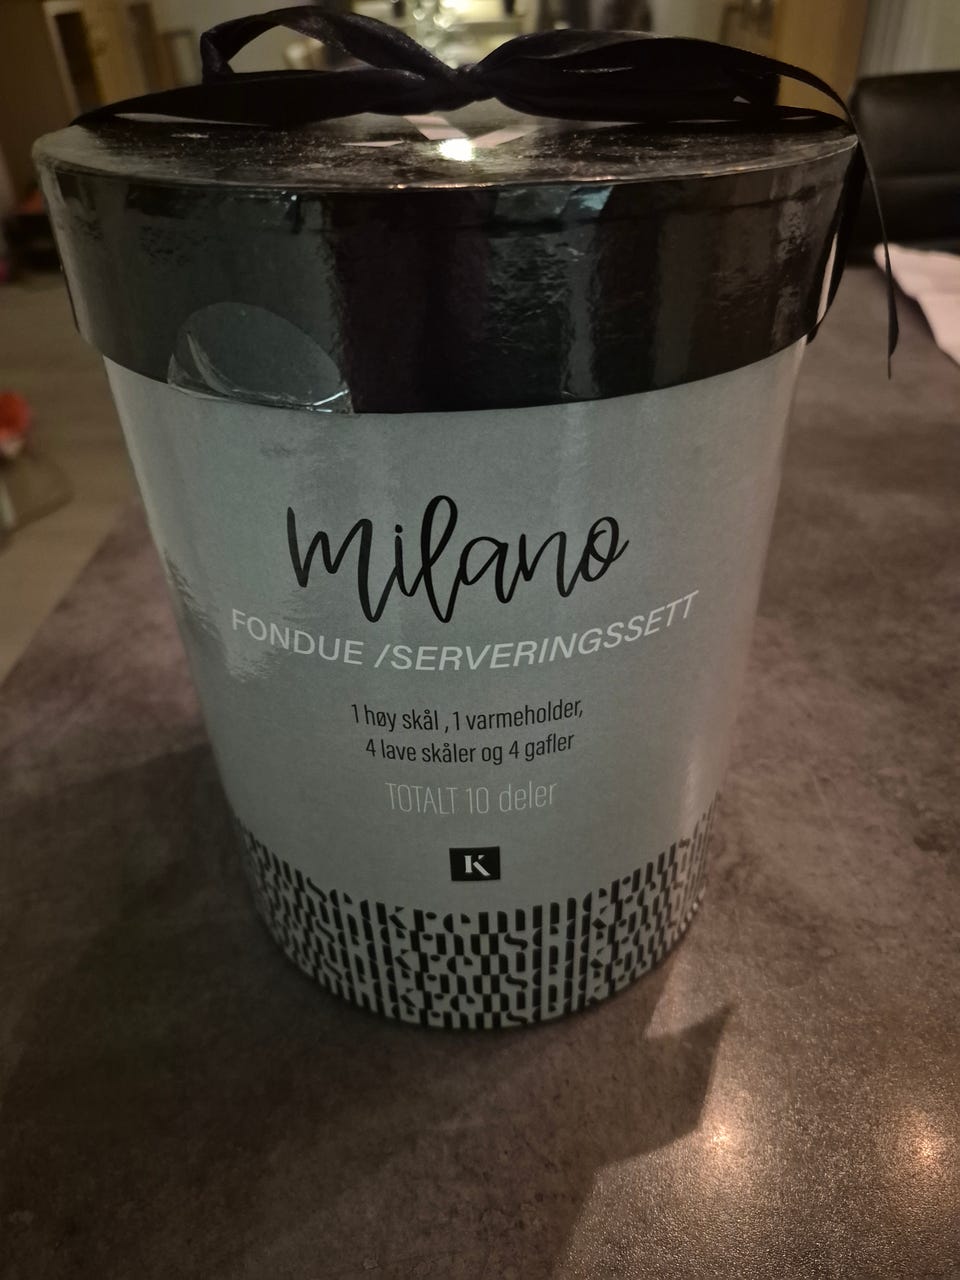 milano
FONDUE /SERVERINGSSETT
1 høy skål , 1 varmeholder,
4 lave skåler og 4 gafler
TOTALT 10 deler
K